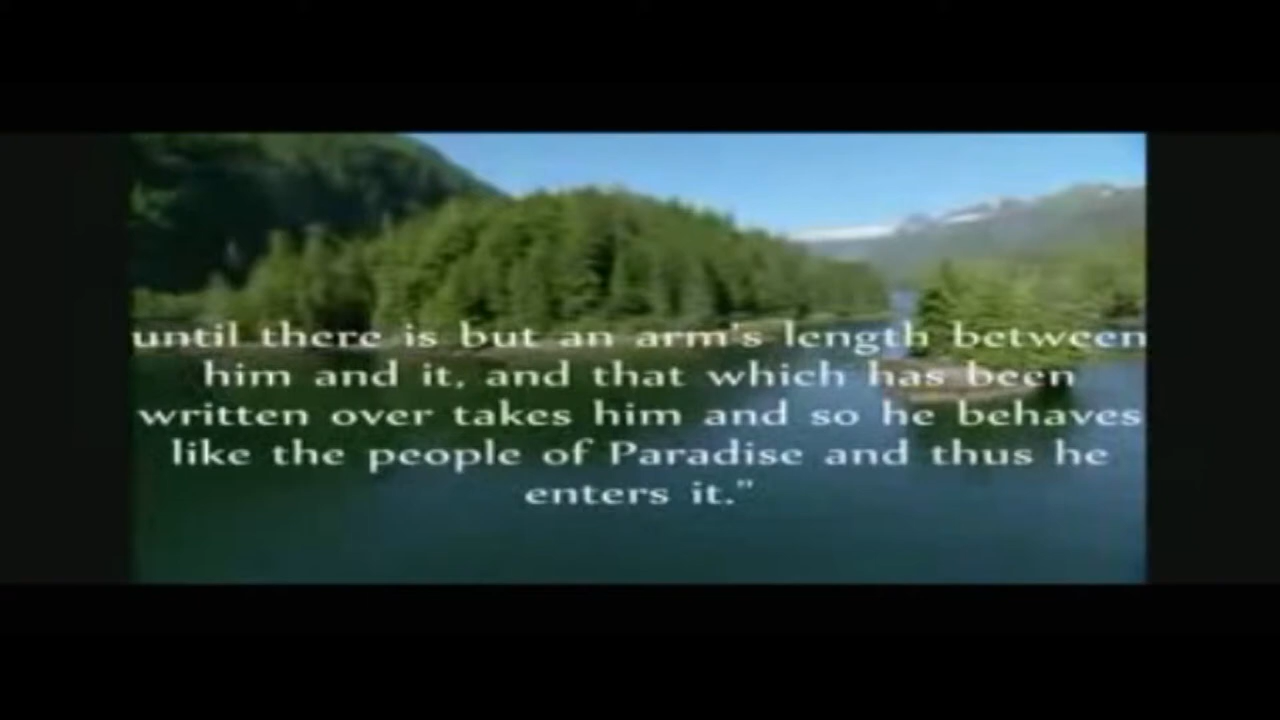 until there is but an arm's length between
him and it, and that which has been
written over takes him and so he behaves
like the people of Paradise and thus he
enters it."